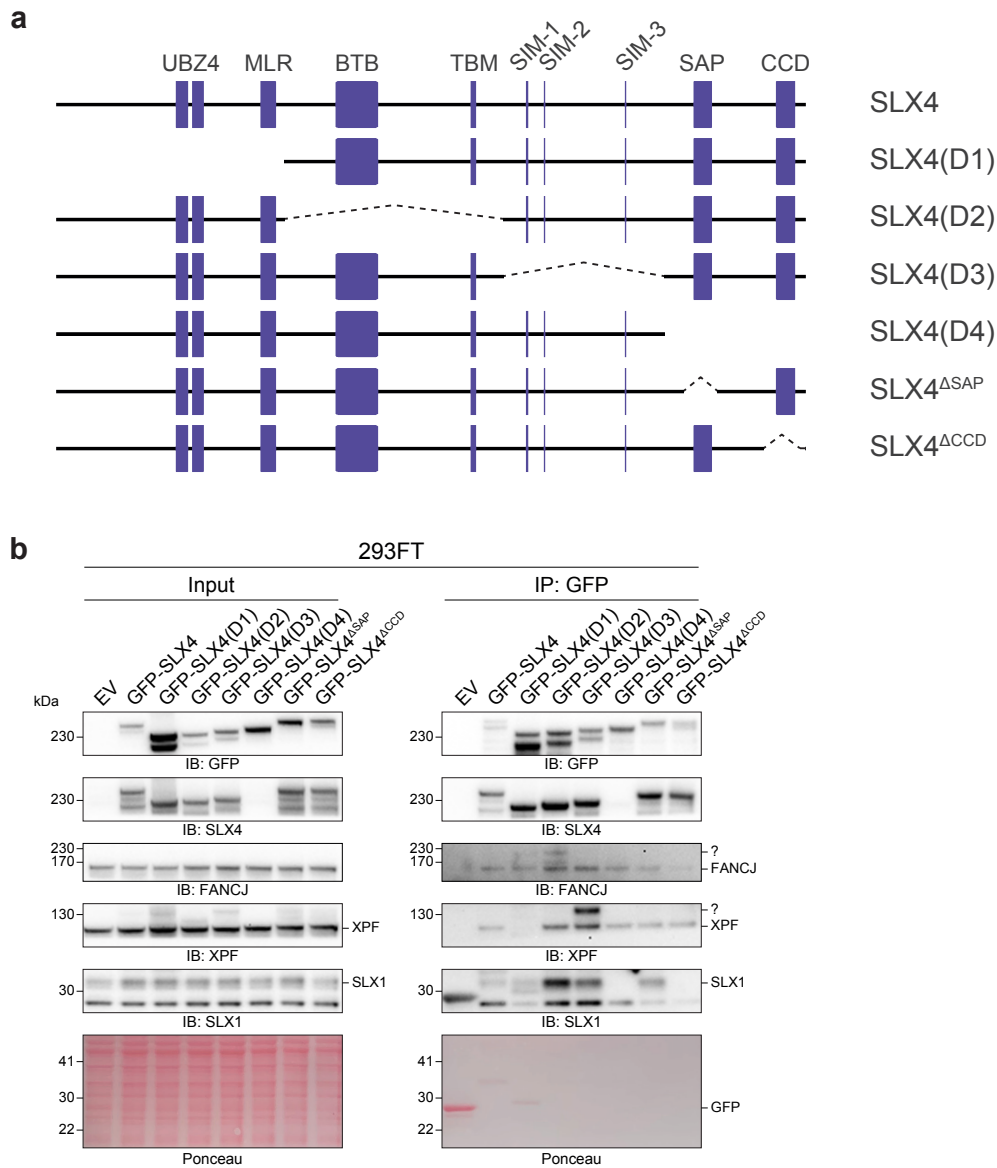 a
UBZ4 MLR BTB TBM SIM-1 SIM-2 SIM-3 SAP CCD
SLX4
SLX4(D1)
SLX4(D2)
SLX4(D3)
SLX4(D4)
SLX4ΔSAP
SLX4ΔCCD
b
293FT
Input IP: GFP
EV GFP-SLX4 GFP-SLX4(D1) GFP-SLX4(D2) GFP-SLX4(D3) GFP-SLX4(D4) GFP-SLX4ΔSAP GFP-SLX4ΔCCD EV GFP-SLX4 GFP-SLX4(D1) GFP-SLX4(D2) GFP-SLX4(D3) GFP-SLX4(D4) GFP-SLX4ΔSAP GFP-SLX4ΔCCD
kDa
230 230
IB: GFP IB: GFP
230 230
IB: SLX4 IB: SLX4
230 230 ?
170 170 FANCJ
IB: FANCJ IB: FANCJ
130 130 ?
XPF XPF
IB: XPF IB: XPF
SLX1 SLX1
30 30
IB: SLX1 IB: SLX1
41 41
30 30 GFP
22 22
Ponceau Ponceau